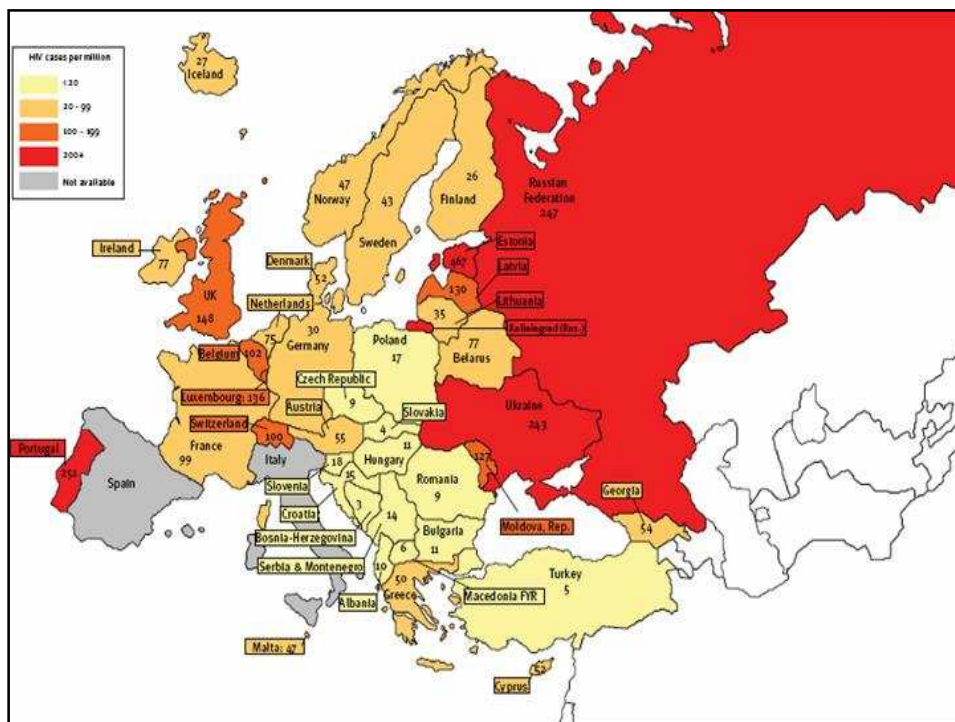 HIV cases per million
<20
20 - 99
100 - 199
200+
Not available
27
Iceland
47
Norway
43
Sweden
26
Finland
Russian
Federation
247
Ireland
77
UK
148
Denmark
52
Netherlands
75
Estonia
467
Latvia
130
Lithuania
35
Kaliningrad (Rus.)
30
Germany
Poland
17
77
Belarus
Belgium
102
Luxembourg: 136
Czech Republic
9
Slovakia
4
Ukraine
243
Austria
55
Switzerland
100
France
99
Portugal
251
Spain
Italy
11
Hungary
Romania
9
127
Moldova, Rep.
Slovenia
18
Croatia
15
Bosnia-Herzegovina
3
Serbia & Montenegro
14
Bulgaria
11
6
Macedonia FYR
Albania
10
50
Greece
Georgia
54
Turkey
5
Malta: 47
Cyprus
52